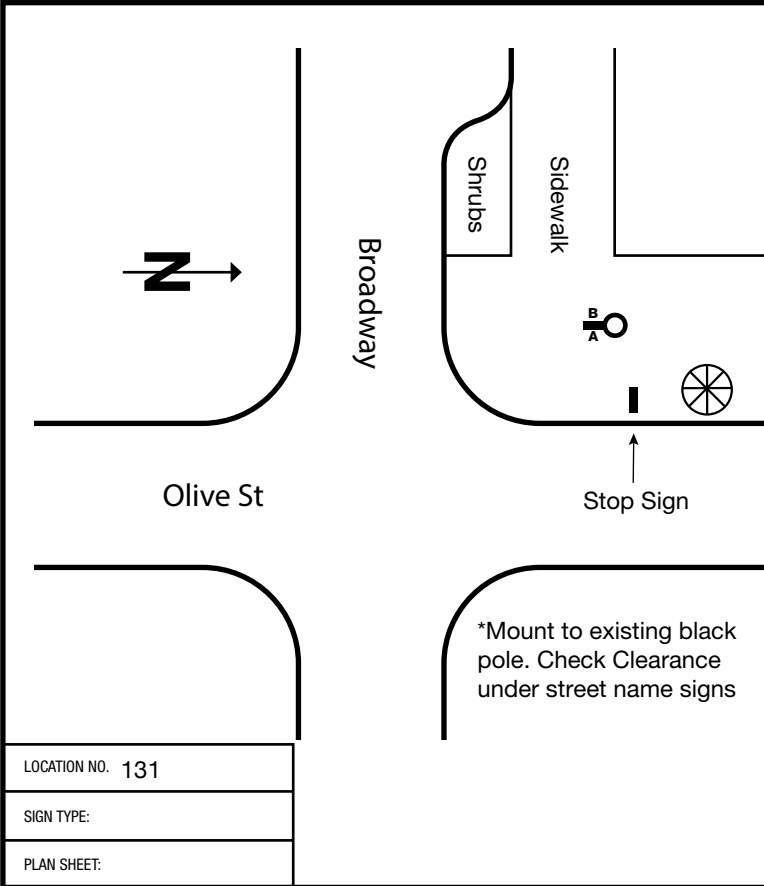 Shrubs
Sidewalk
Broadway
N
B
A
Olive St
Stop Sign
*Mount to existing black
pole. Check Clearance
under street name signs
LOCATION NO. 131
SIGN TYPE:
PLAN SHEET: